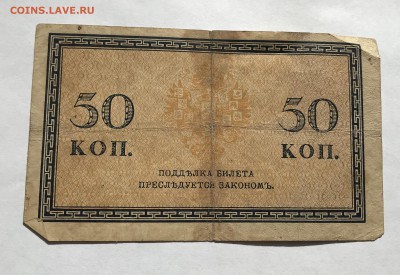 COINS.LAVE.RU
50 50
КОП. КОП.
ПОДДѢЛКА БИЛЕТА
ПРЕСЛѢДУЕТСЯ ЗАКОНОМЪ.